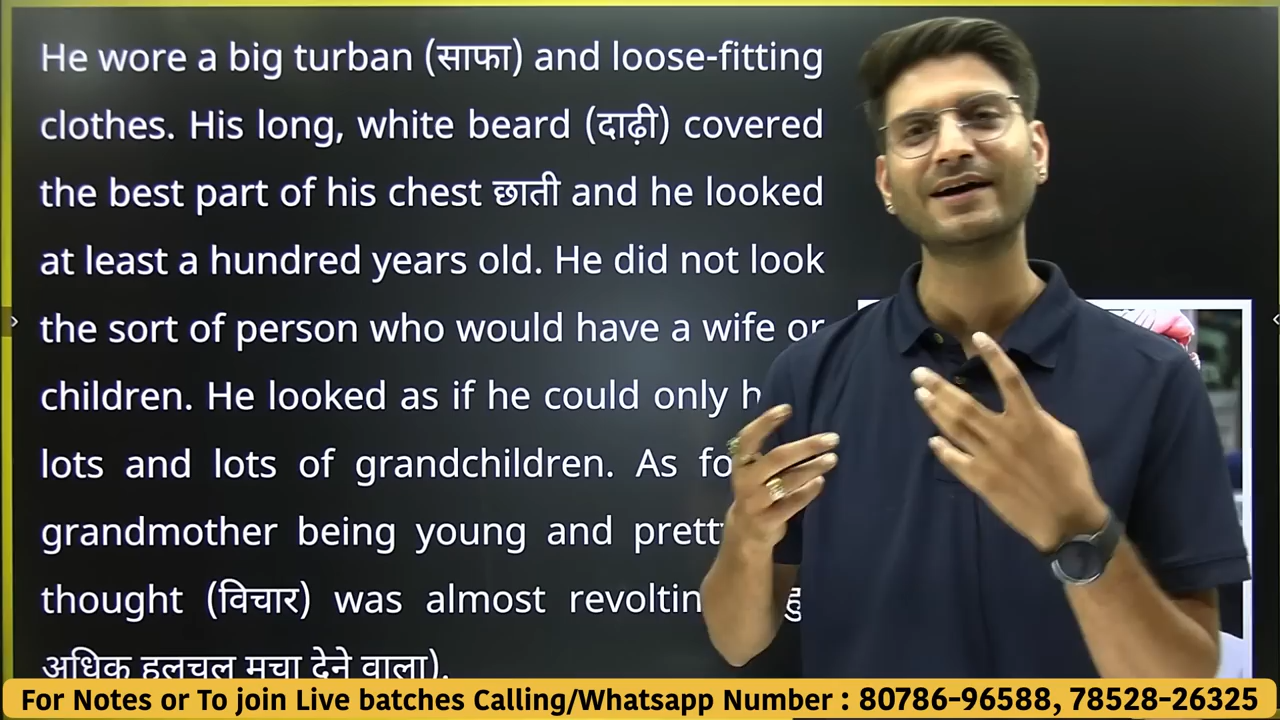 He wore a big turban (साफा) and loose-fitting
clothes. His long, white beard (दाढ़ी) covered
the best part of his chest छाती and he looked
at least a hundred years old. He did not look
the sort of person who would have a wife or
children. He looked as if he could only
lots and lots of grandchildren. As
grandmother being young and
thought (विचार) was almost
अधिक हलचल मचा देने वाला).
For Notes or To join Live batches Calling/Whatsapp Number : 80786-96588, 78528-26325